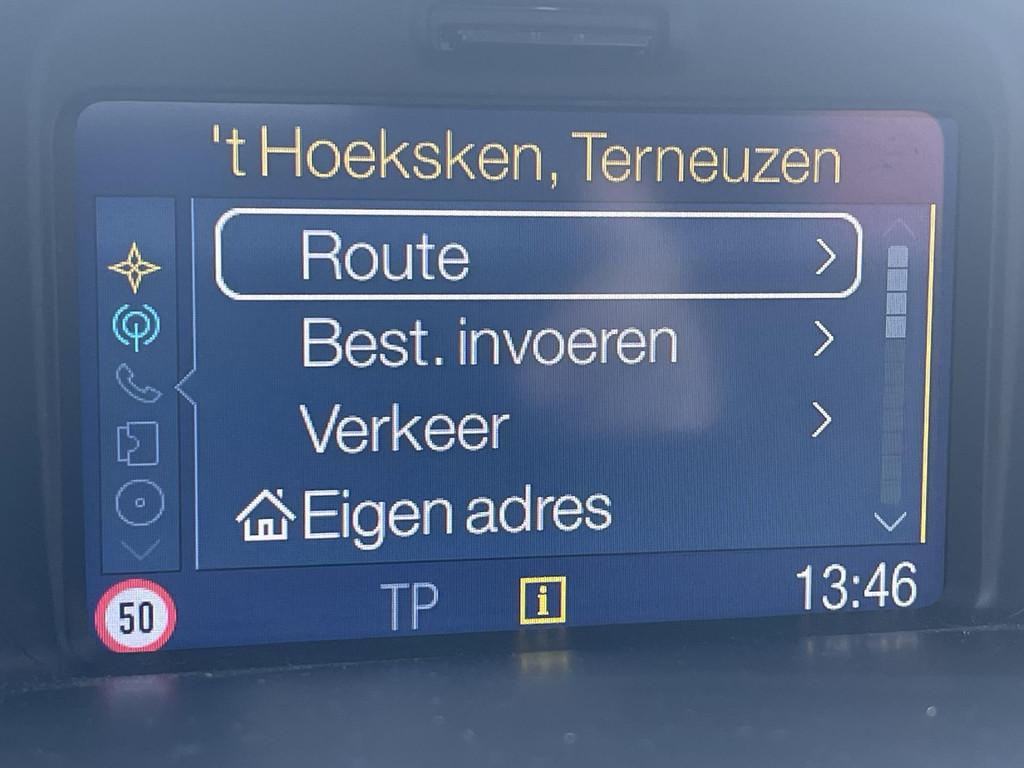 't Hoeksken, Terneuzen
Route
Best. invoeren
Verkeer
Eigen adres
50 TP i 13:46